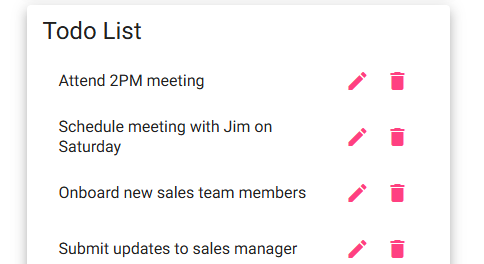 Todo List
Attend 2PM meeting
Schedule meeting with Jim on
Saturday
Onboard new sales team members
Submit updates to sales manager